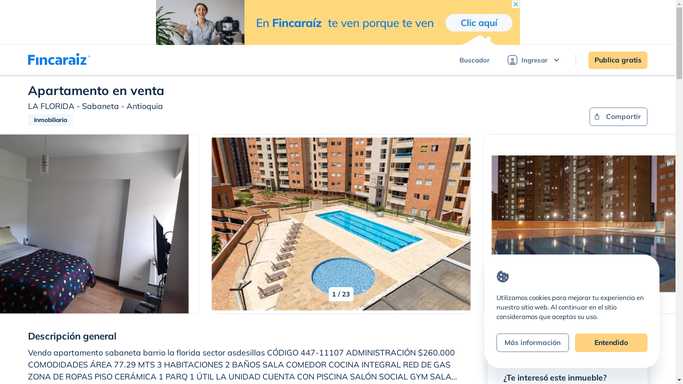 En Fincaraíz te ven porque te ven
Clic aquí
Fincaraíz
Buscador
Ingresar
Publica gratis
Apartamento en venta
LA FLORIDA - Sabaneta - Antioquia
Inmobiliaria
Compartir
1 / 23
Utilizamos cookies para mejorar tu experiencia en
nuestro sitio web. Al continuar en el sitio
consideramos que aceptas su uso.
Más información
Entendido
Descripción general
Vendo apartamento sabaneta barrio la florida sector asdesillas CÓDIGO 447-11107 ADMINISTRACIÓN $260.000
COMODIDADES ÁREA 77.29 MTS 3 HABITACIONES 2 BAÑOS SALA COMEDOR COCINA INTEGRAL RED DE GAS
ZONA DE ROPAS PISO CERÁMICA 1 PARQ 1 ÚTIL LA UNIDAD CUENTA CON PISCINA SALÓN SOCIAL GYM SALA...
¿Te interesó este inmueble?